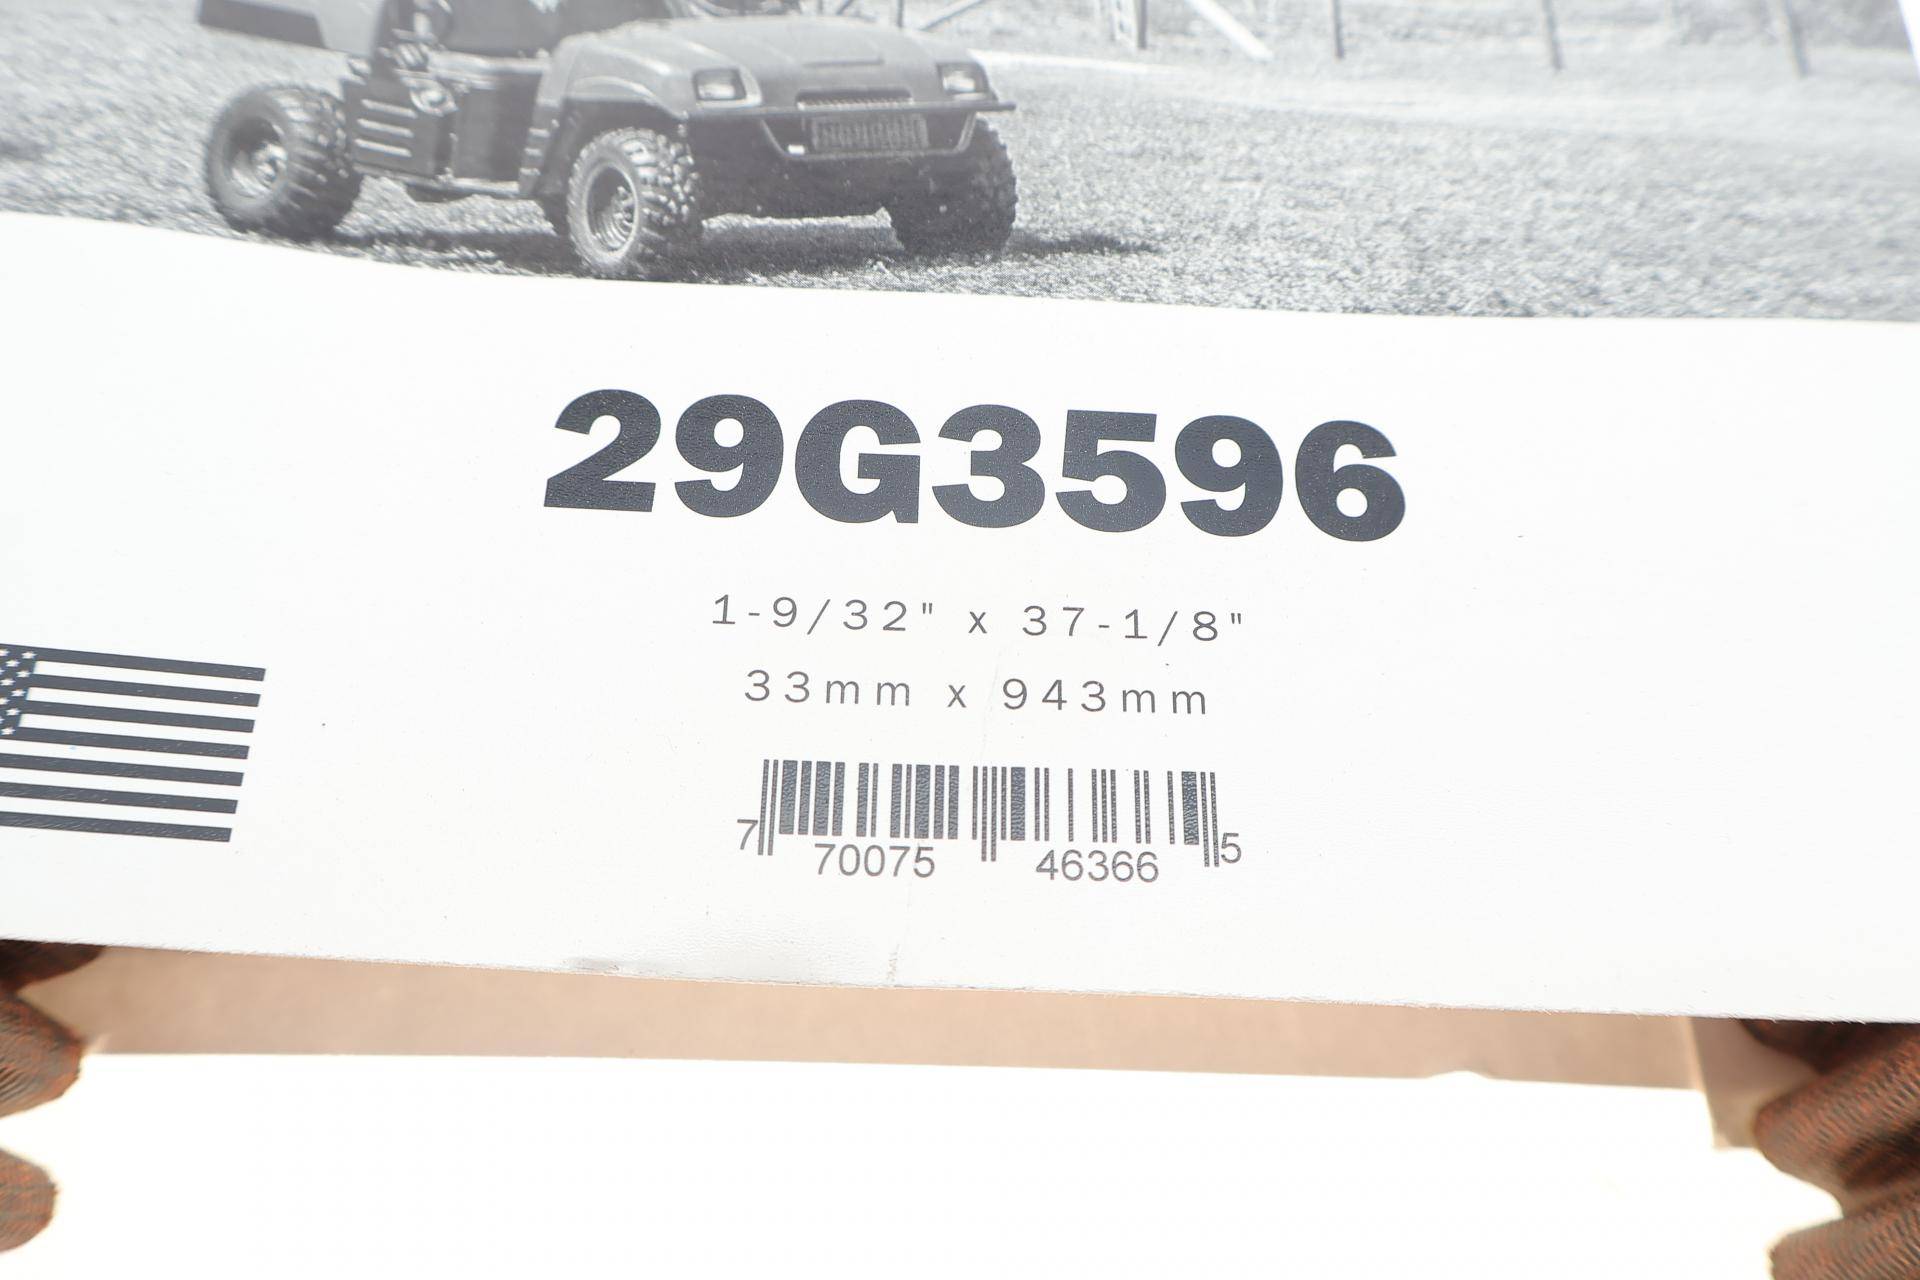 29G3596
1-9/32" x 37-1/8"
33mm x 943mm
7 70075 46366 5